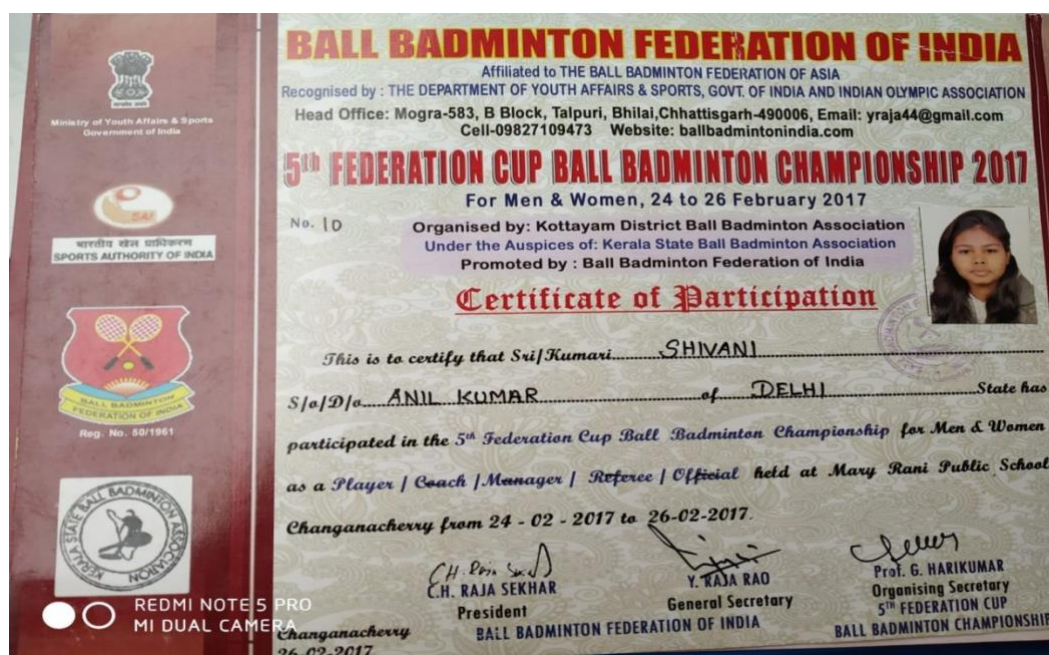 Ministry of Youth Affairs & Sports
Government of India
SAI
भारतीय खेल प्राधिकरण
SPORTS AUTHORITY OF INDIA
BALL BADMINTON
FEDERATION OF INDIA
Reg. No. 50/1961
KERALA STATE BALL BADMINTON ASSOCIATION
BALL BADMINTON FEDERATION OF INDIA
Affiliated to THE BALL BADMINTON FEDERATION OF ASIA
Recognised by : THE DEPARTMENT OF YOUTH AFFAIRS & SPORTS, GOVT. OF INDIA AND INDIAN OLYMPIC ASSOCIATION
Head Office: Mogra-583, B Block, Talpuri, Bhilai,Chhattisgarh-490006, Email: yraja44@gmail.com
Cell-09827109473 Website: ballbadmintonindia.com
5th FEDERATION CUP BALL BADMINTON CHAMPIONSHIP 2017
For Men & Women, 24 to 26 February 2017
No. 10
Organised by: Kottayam District Ball Badminton Association
Under the Auspices of: Kerala State Ball Badminton Association
Promoted by : Ball Badminton Federation of India
Certificate of Participation
This is to certify that Sri/Kumari SHIVANI
S/o/D/o ANIL KUMAR of DELHI State has
participated in the 5th Federation Cup Ball Badminton Championship for Men & Women
as a Player / Coach / Manager / Referee / Official held at Mary Rani Public School
Changanacherry from 24 - 02 - 2017 to 26-02-2017.
C.H. RAJA SEKHAR
President
Y. RAJA RAO
General Secretary
BALL BADMINTON FEDERATION OF INDIA
Prof. G. HARIKUMAR
Organising Secretary
5TH FEDERATION CUP
BALL BADMINTON CHAMPIONSHIP
Changanacherry
26-02-2017
REDMI NOTE 5 PRO
MI DUAL CAMERA